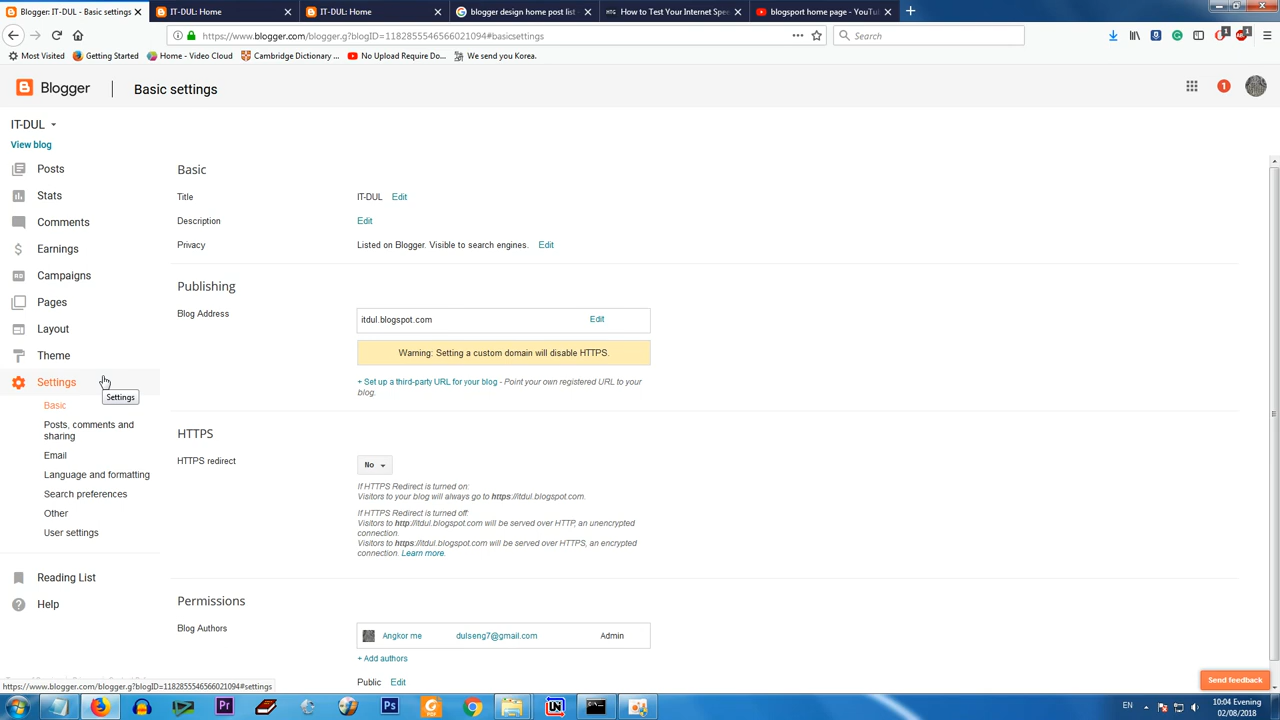 IT-DUL - Basic settings
IT-DUL: Home
IT-DUL: Home
blogger design home post list
How to Test Your Internet Spee
blogsport home page - YouTu
https://www.blogger.com/blogger.g?blogID=1182855546566021094#basicsettings
Search
Most Visited
Getting Started
Home - Video Cloud
Cambridge Dictionary ...
No Upload Require Do...
We send you Korea.
Blogger
Basic settings
1
IT-DUL
View blog
Posts
Stats
Comments
Earnings
Campaigns
Pages
Layout
Theme
Settings
Settings
Basic
Posts, comments and
sharing
Email
Language and formatting
Search preferences
Other
User settings
Reading List
Help
Basic
Title
IT-DUL Edit
Description
Edit
Privacy
Listed on Blogger. Visible to search engines. Edit
Publishing
Blog Address
itdul.blogspot.com
Edit
Warning: Setting a custom domain will disable HTTPS.
+ Set up a third-party URL for your blog - Point your own registered URL to your
blog.
HTTPS
HTTPS redirect
No
If HTTPS Redirect is turned on:
Visitors to your blog will always go to https://itdul.blogspot.com.
If HTTPS Redirect is turned off:
Visitors to http://itdul.blogspot.com will be served over HTTP, an unencrypted
connection.
Visitors to https://itdul.blogspot.com will be served over HTTPS, an encrypted
connection. Learn more.
Permissions
Blog Authors
Angkor me
dulseng7@gmail.com
Admin
+ Add authors
Public Edit
Send feedback
https://www.blogger.com/blogger.g?blogID=1182855546566021094#settings
EN
10:04 Evening
02/08/2018